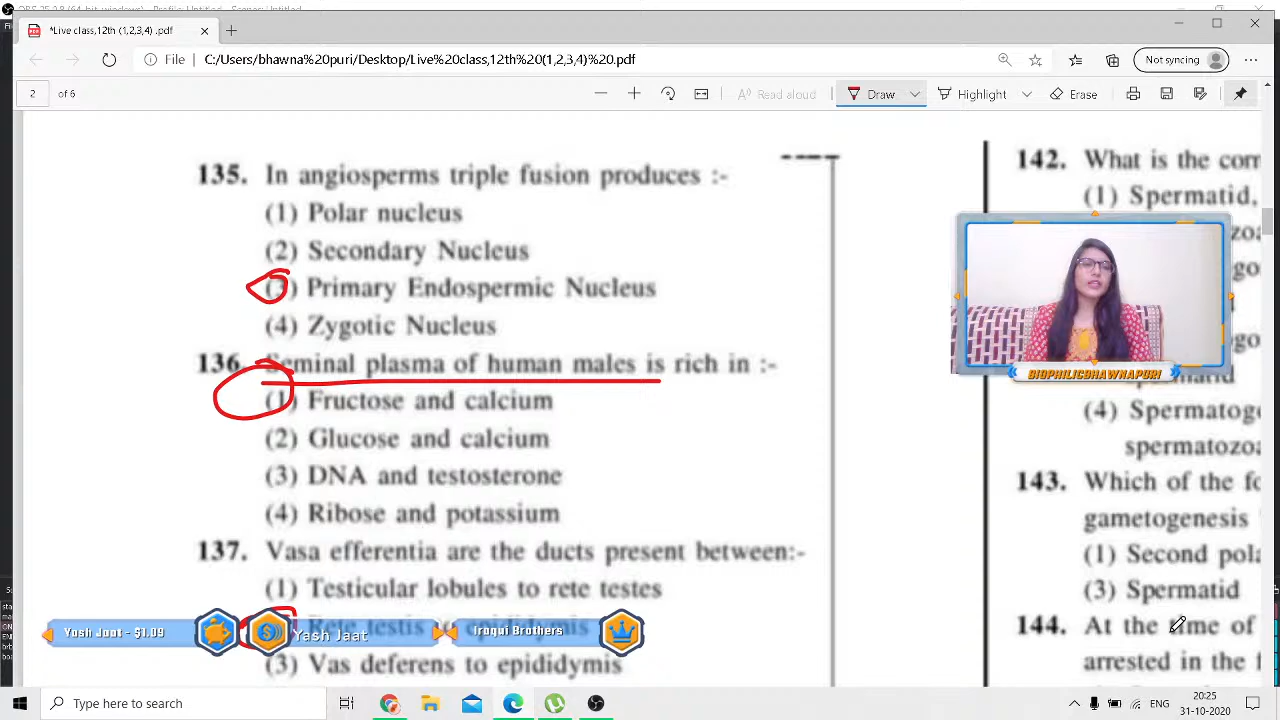 *Live class,12th (1,2,3,4) .pdf
File
C:/Users/bhawna%20puri/Desktop/Live%20class,12th%20(1,2,3,4)%20.pdf
Not syncing
2 of 6
Read aloud
Draw
Highlight
Erase
135. In angiosperms triple fusion produces :-
(1) Polar nucleus
(2) Secondary Nucleus
(3) Primary Endospermic Nucleus
(4) Zygotic Nucleus
136. Seminal plasma of human males is rich in :-
(1) Fructose and calcium
(2) Glucose and calcium
(3) DNA and testosterone
(4) Ribose and potassium
137. Vasa efferentia are the ducts present between:-
(1) Testicular lobules to rete testes
Rete testis to epididymis
(3) Vas deferens to epididymis
142. What is the
(1) Spermatid,
BIOPHILICBHAWNAPURI
(4)
143. Which of the
gametogenesis
(1) Second
(3) Spermatid
144. At the time of
arrested in the
Yash Jaat - $1.09
Yash Jaat
Iraqui Brothers
Type here to search
ENG
20:25
31-10-2020